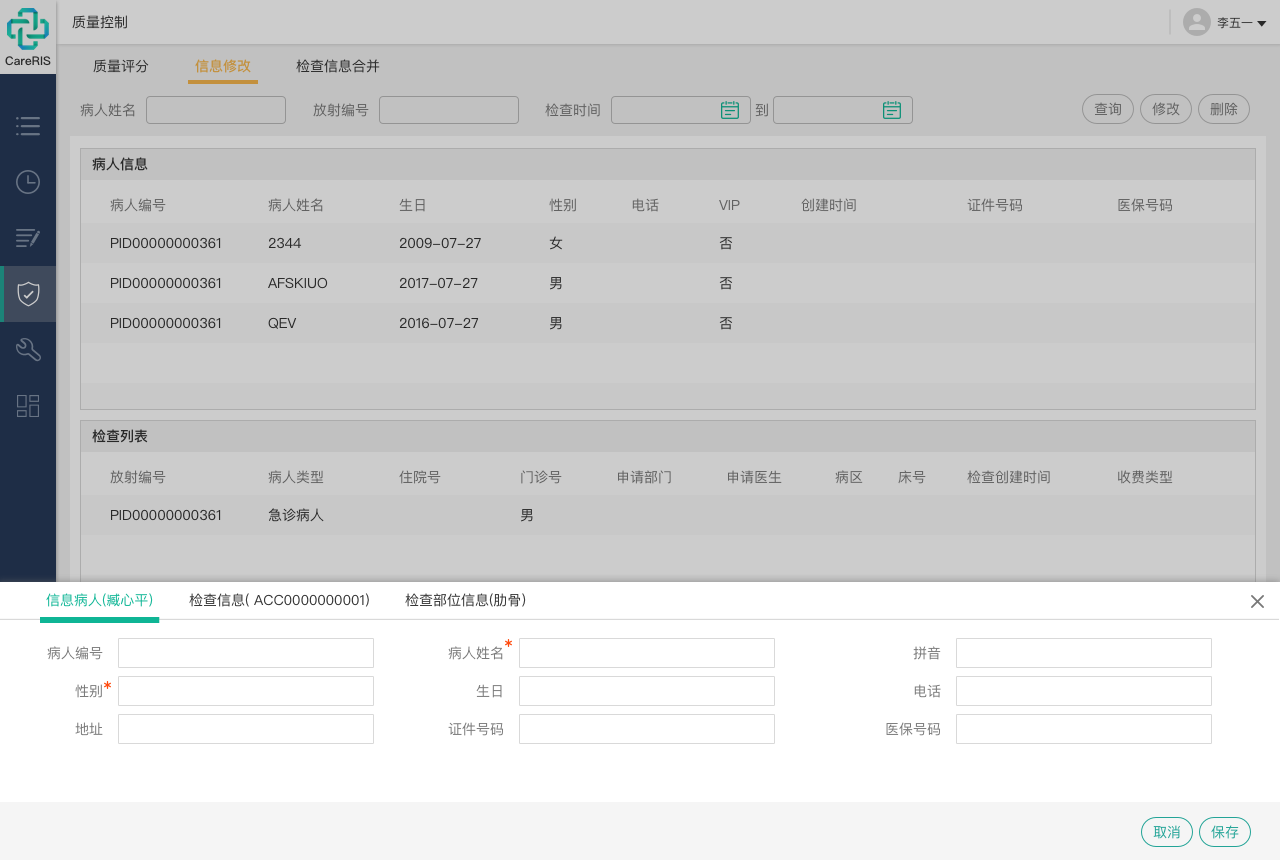 质量控制
李五一
CareRIS
质量评分 信息修改 检查信息合并
病人姓名 放射编号 检查时间 到 查询 修改 删除
病人信息
病人编号 病人姓名 生日 性别 电话 VIP 创建时间 证件号码 医保号码
PID00000000361 2344 2009-07-27 女 否
PID00000000361 AFSKIUO 2017-07-27 男 否
PID00000000361 QEV 2016-07-27 男 否
检查列表
放射编号 病人类型 住院号 门诊号 申请部门 申请医生 病区 床号 检查创建时间 收费类型
PID00000000361 急诊病人 男
信息病人(臧心平) 检查信息( ACC0000000001) 检查部位信息(肋骨)
病人编号 病人姓名* 拼音
性别* 生日 电话
地址 证件号码 医保号码
取消 保存